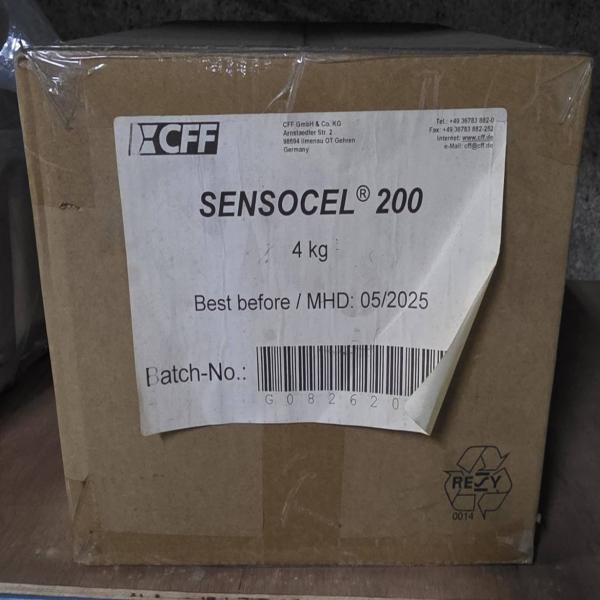 CFF
CFF GmbH & Co. KG
Arnstaedter Str. 2
98694 Ilmenau OT Gehren
Germany
Tel.: +49 36783 882-0
Fax: +49 36783 882-252
Internet: www.cff.de
e-Mail: cff@cff.de
SENSOCEL® 200
4 kg
Best before / MHD: 05/2025
Batch-No.:
G082620
RESY
0014